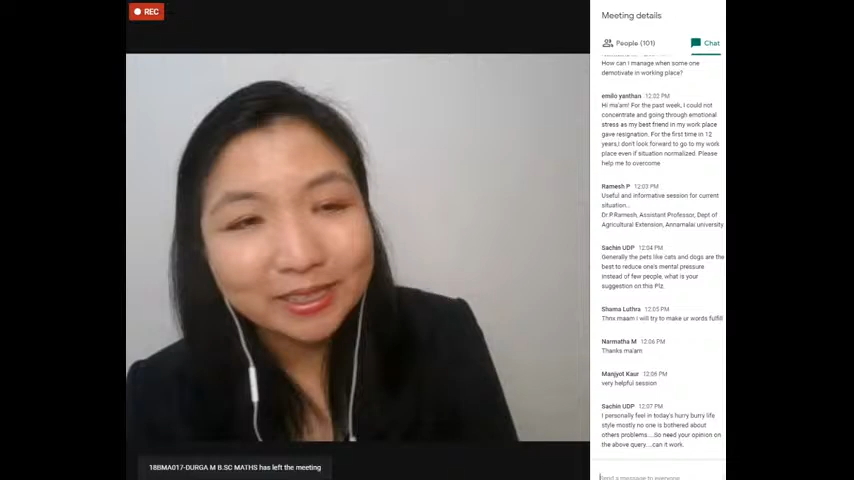 REC
Meeting details
People (101)
Chat
How can I manage when some one
demotivate in working place?
emilo yanthan 12:02 PM
Hi ma'am! For the past week, I could not
concentrate and going through emotional
stress as my best friend in my work place
gave resignation. For the first time in 12
years,I don't look forward to go to my work
place even if situation normalized. Please
help me to overcome
Ramesh P 12:03 PM
Useful and informative session for current
situation...
Dr.P.Ramesh, Assistant Professor, Dept of
Agricultural Extension, Annamalai university
Sachin UDP 12:04 PM
Generally the pets like cats and dogs are the
best to reduce one's mental pressure
instead of few people, what is your
suggestion on this Plz.
Shama Luthra 12:05 PM
Thnx.maam i will try to make ur words fulfill
Narmatha M 12:06 PM
Thanks ma'am
Manjyot Kaur 12:06 PM
very helpful session
Sachin UDP 12:07 PM
I personally feel in today's hurry burry life
style mostly no one is bothered about
others problems....So need your opinion on
the above query....can it work.
Send a message to everyone
18BMA017-DURGA M B.SC MATHS has left the meeting